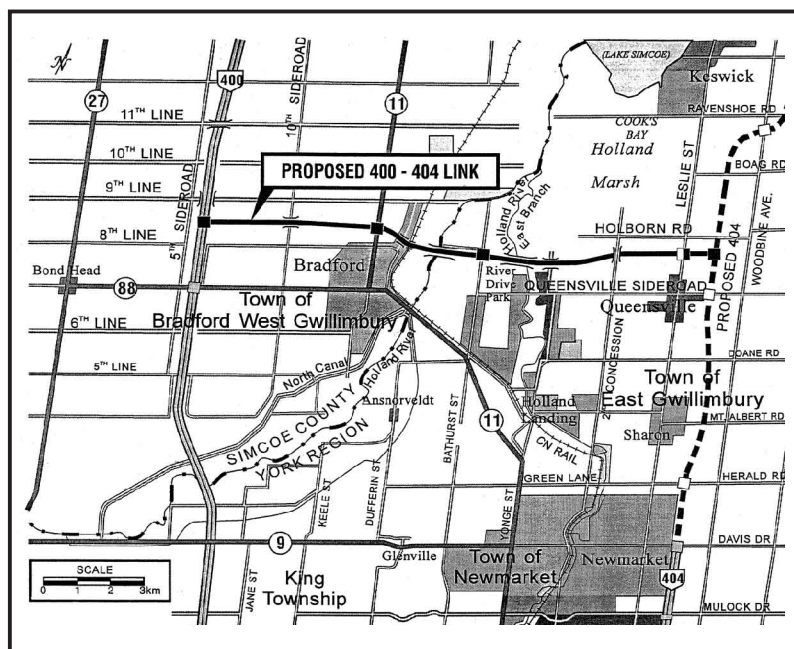 N
(LAKE SIMCOE)
Keswick
400
27
11
10TH SIDEROAD
11TH LINE
RAVENSHOE RD
COOK'S
BAY
Holland
Marsh
LESLIE ST
10TH LINE
BOAG RD
PROPOSED 400 - 404 LINK
9TH LINE
5TH SIDEROAD
Holland River
East Branch
WOODBINE AVE.
8TH LINE
HOLBORN RD
Bradford
Bond Head
River
Drive
Park
PROPOSED 404
88
QUEENSVILLE SIDEROAD
Queensville
Town of
Bradford West Gwillimbury
6TH LINE
2ND CONCESSION
DOANE RD
5TH LINE
North Canal
Holland River
Town of
East Gwillimbury
Ansnorveldt
Holland
Landing
SIMCOE COUNTY
YORK REGION
BATHURST ST
11
MT. ALBERT RD
Sharon
CN RAIL
GREEN LANE
HERALD RD
KEELE ST
DUFFERIN ST
YONGE ST
9
DAVIS DR
SCALE
0 1 2 3km
Glenville
Town of
Newmarket
Newmarket
King
Township
JANE ST
404
MULOCK DR